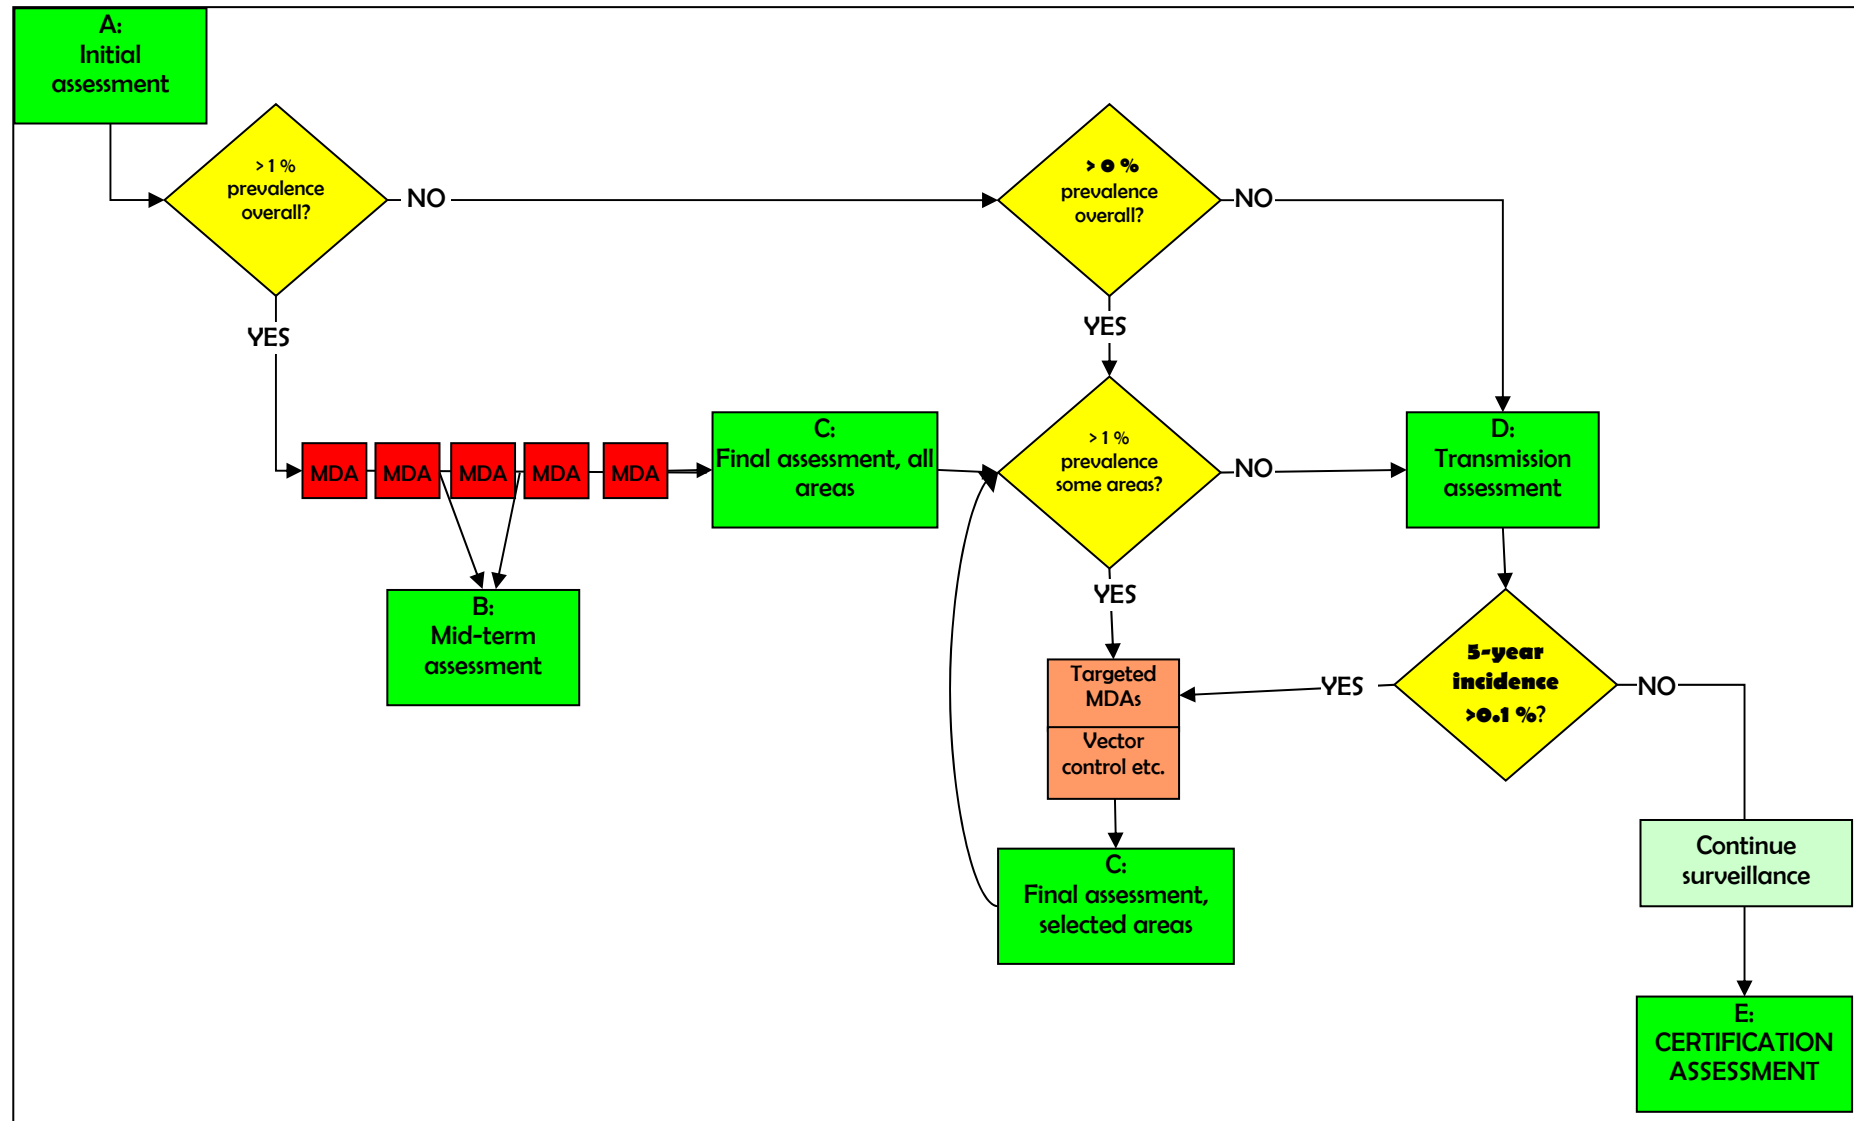 A:
Initial
assessment
> 1 %
prevalence
overall?
NO
> 0 %
prevalence
overall?
NO
YES
YES
MDA
MDA
MDA
MDA
MDA
C:
Final assessment, all
areas
> 1 %
prevalence
some areas?
NO
D:
Transmission
assessment
B:
Mid-term
assessment
YES
Targeted
MDAs
Vector
control etc.
YES
5-year
incidence
>0.1 %?
NO
C:
Final assessment,
selected areas
Continue
surveillance
E:
CERTIFICATION
ASSESSMENT